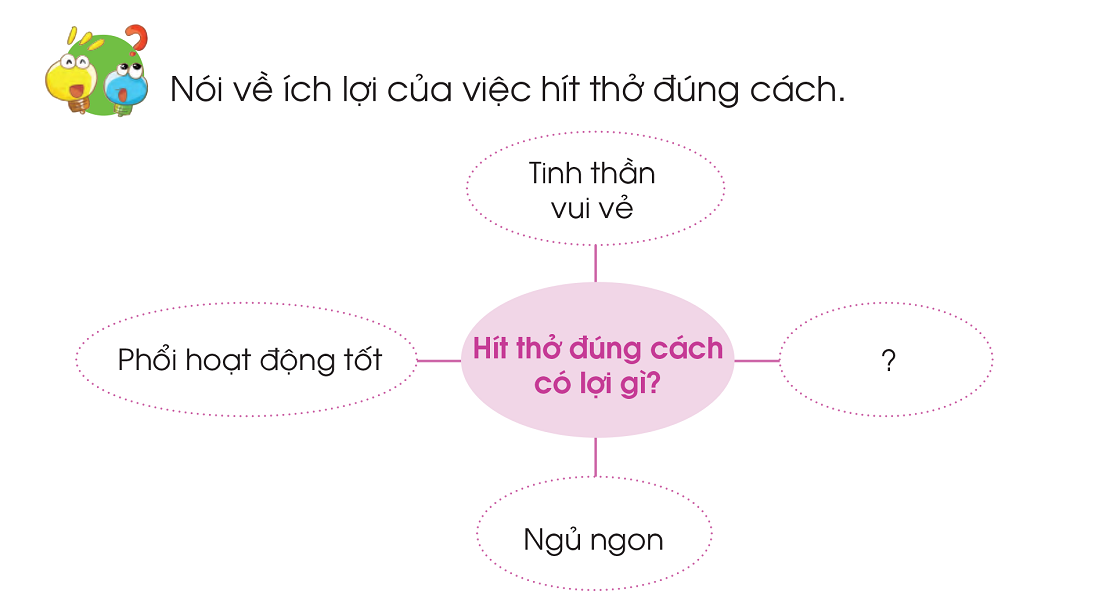 Nói về ích lợi của việc hít thở đúng cách.
Tinh thần
vui vẻ
Phổi hoạt động tốt
Hít thở đúng cách
có lợi gì?
?
Ngủ ngon